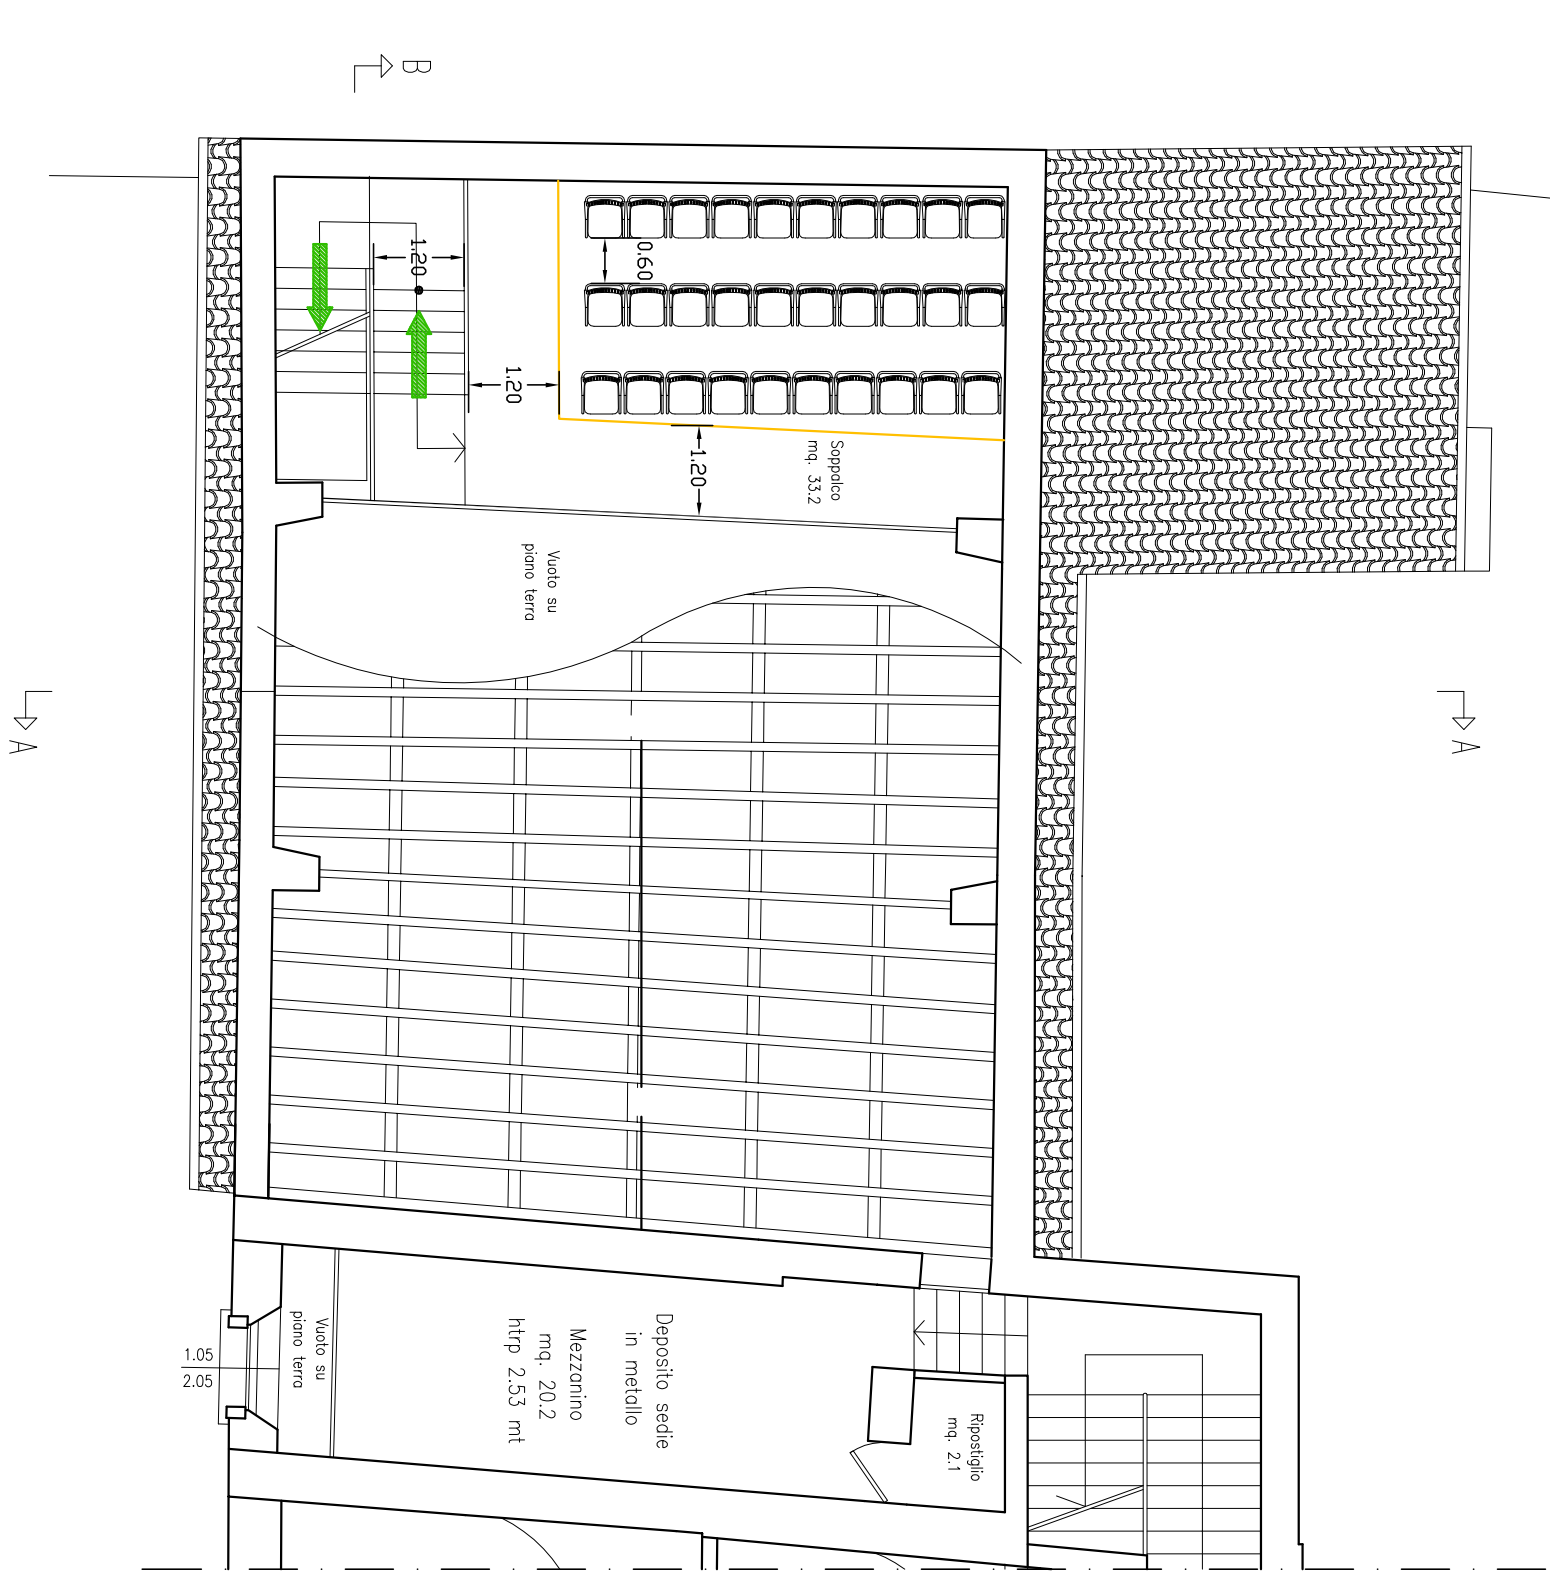 B
1.20
0.60
1.20
1.20
Soppalco
mq. 33.2
Vuoto su
piano terra
A
A
Vuoto su
piano terra
1.05
2.05
Deposito sedie
in metallo
Mezzanino
mq. 20.2
htrp 2.53 mt
Ripostiglio
mq. 2.1